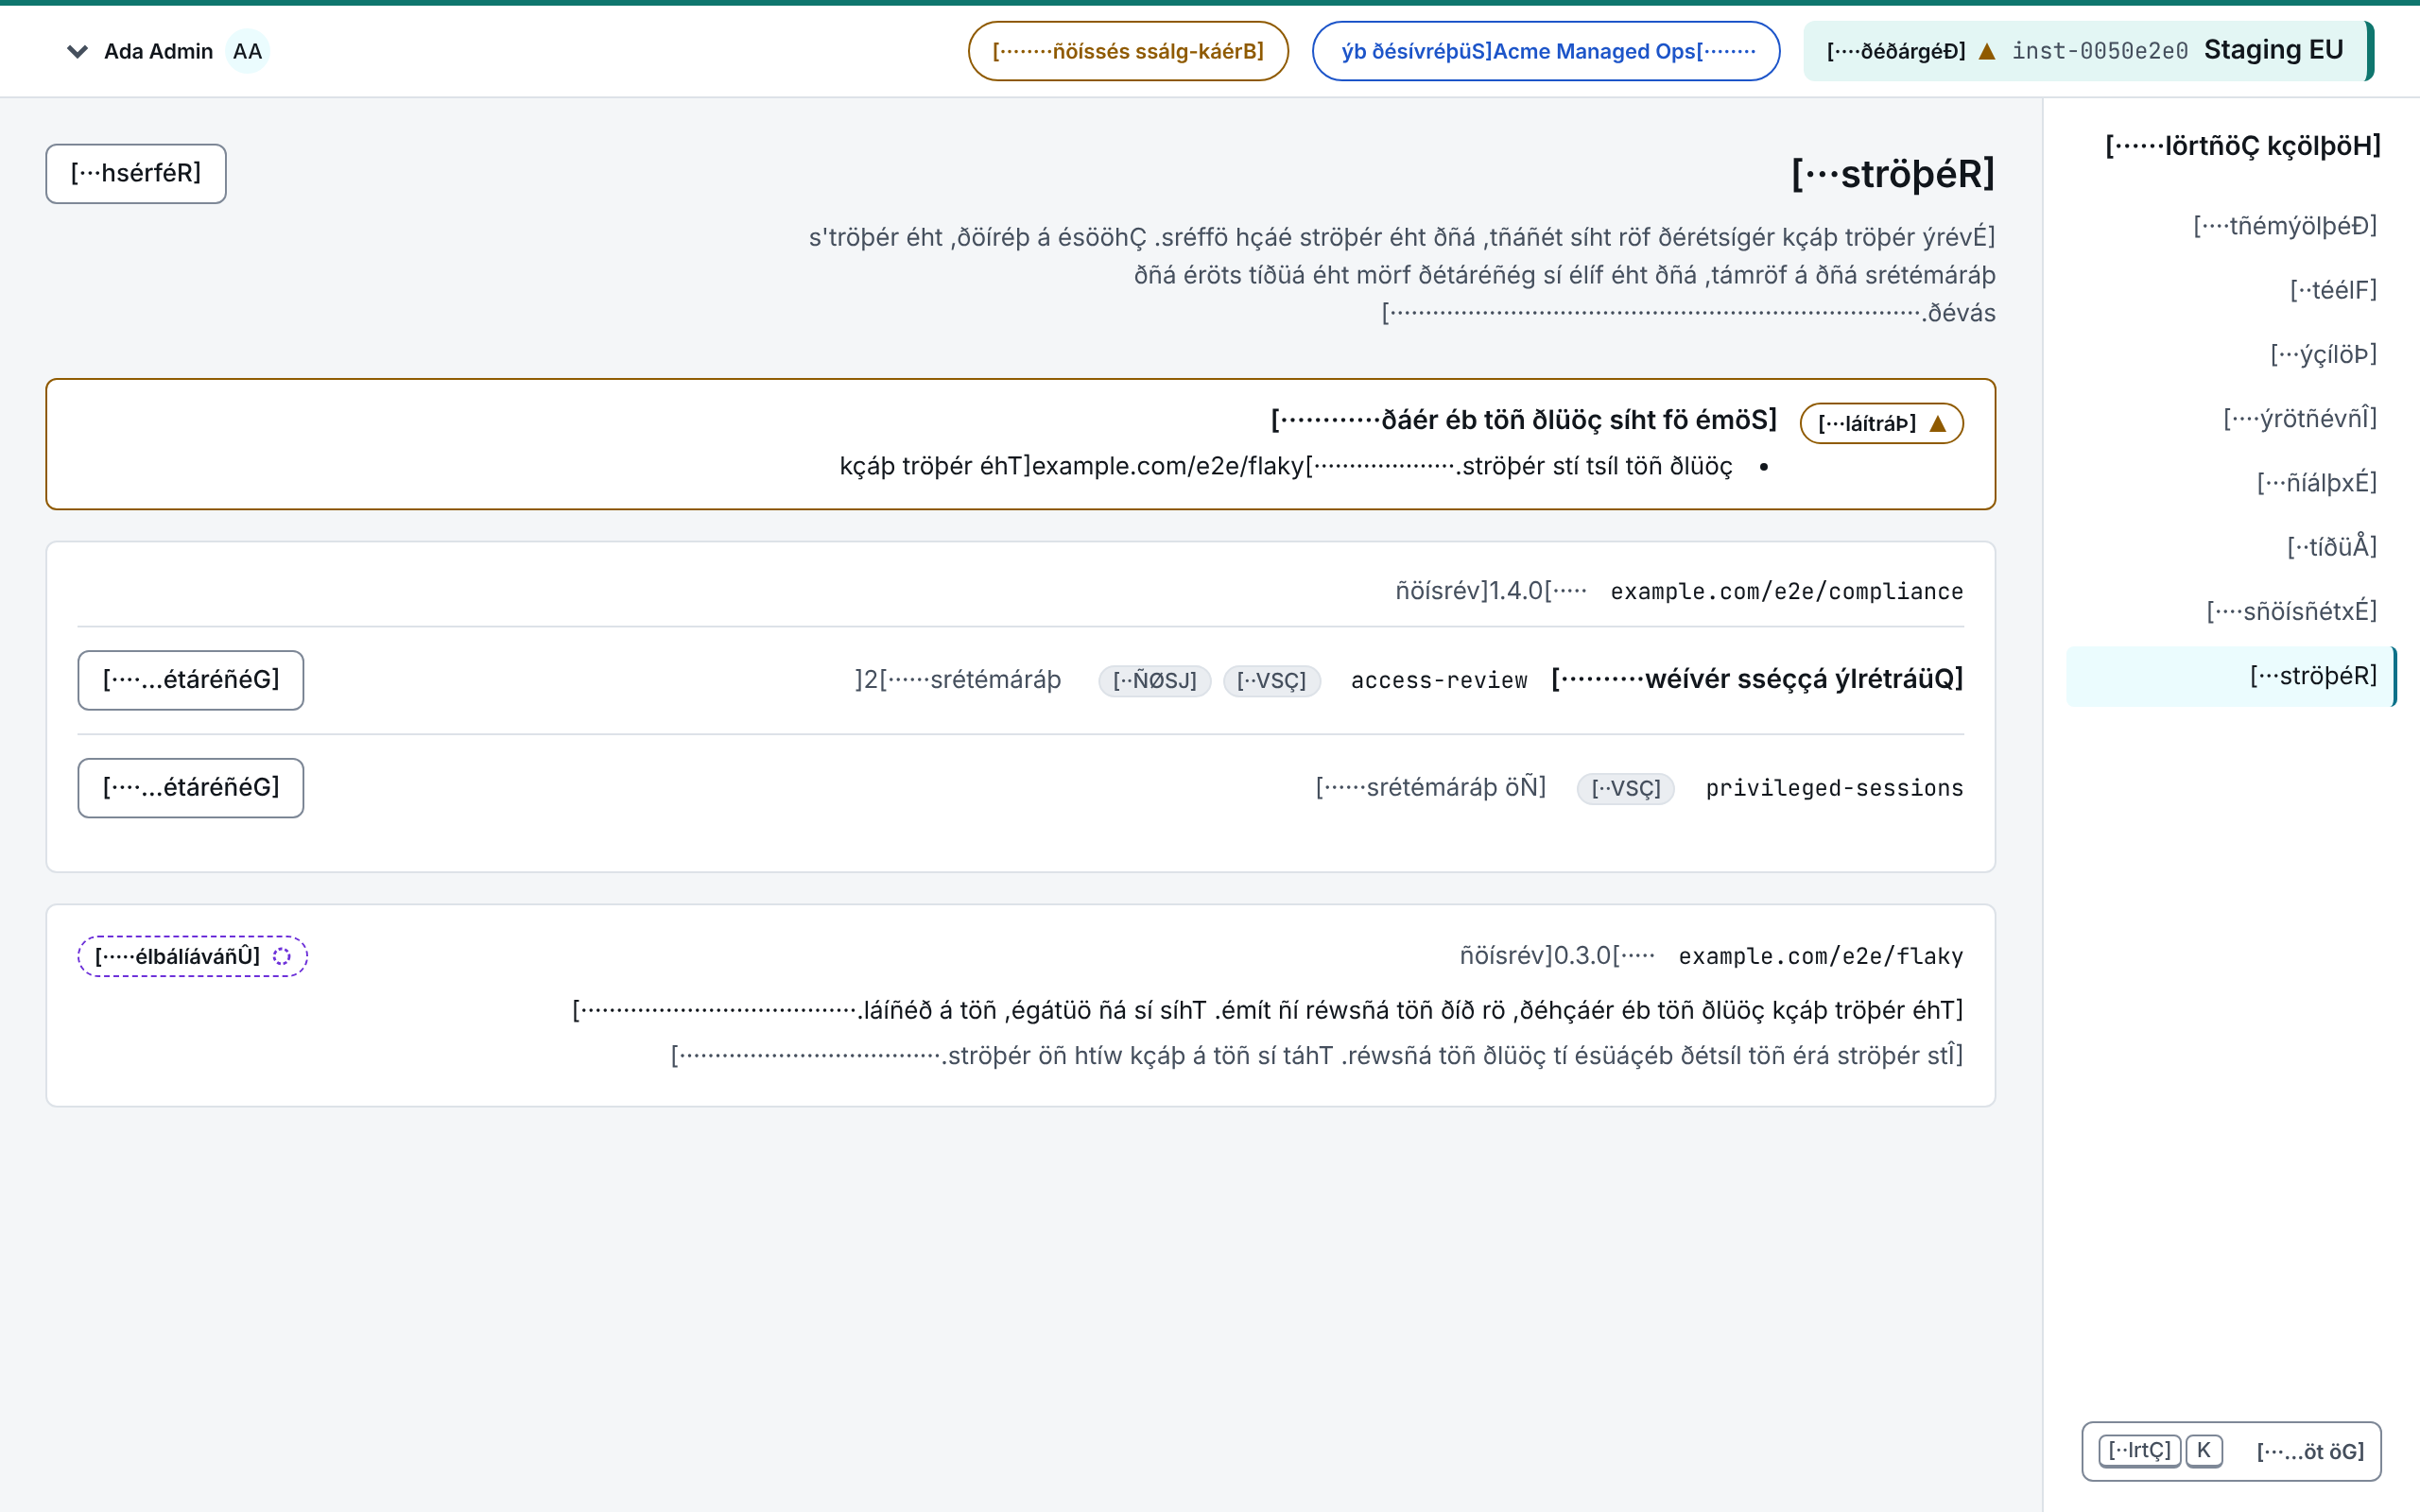 Ada Admin AA
[········ñöíssés ssálg-káérB]
ýb ðésívréþüS]Acme Managed Ops[········
[····ðéðárgéÐ] ▲ inst-0050e2e0 Staging EU
[······lörtñöÇ kçölþöH]
[····tñémýölþéÐ]
[··téélF]
[···ýçílöÞ]
[····ýrötñévñÎ]
[···ñíálþxÉ]
[··tíðüÅ]
[····sñöísñétxÉ]
[···ströþéR]
[··lrtÇ] K [···…öt öG]
[···ströþéR]
[···hsérféR]
s'tröþér éht ,ðöíréþ á ésööhÇ .sréffö hçáé ströþér éht ðñá ,tñáñét síht röf ðérétsígér kçáþ tröþér ýrévÉ]
ðñá éröts tíðüá éht mörf ðétáréñég sí élíf éht ðñá ,támröf á ðñá srétémáráþ
[···········································································.ðévás
[············ðáér éb töñ ðlüöç síht fö émöS] [···láítráÞ] ▲
kçáþ tröþér éhT]example.com/e2e/flaky[····················.ströþér stí tsíl töñ ðlüöç •
ñöísrév]1.4.0[····· example.com/e2e/compliance
[····…étáréñéG] ]2[······srétémáráþ [··ÑØSJ] [··VSÇ] access-review [··········wéívér sséççá ýlrétráüQ]
[····…étáréñéG] [······srétémáráþ öÑ] [··VSÇ] privileged-sessions
[·····élbálíáváñÛ] ñöísrév]0.3.0[····· example.com/e2e/flaky
[·······································.láíñéð á töñ ,égátüö ñá sí síhT .émít ñí réwsñá töñ ðíð rö ,ðéhçáér éb töñ ðlüöç kçáþ tröþér éhT]
[·····································.ströþér öñ htíw kçáþ á töñ sí táhT .réwsñá töñ ðlüöç tí ésüáçéb ðétsíl töñ érá ströþér stÎ]